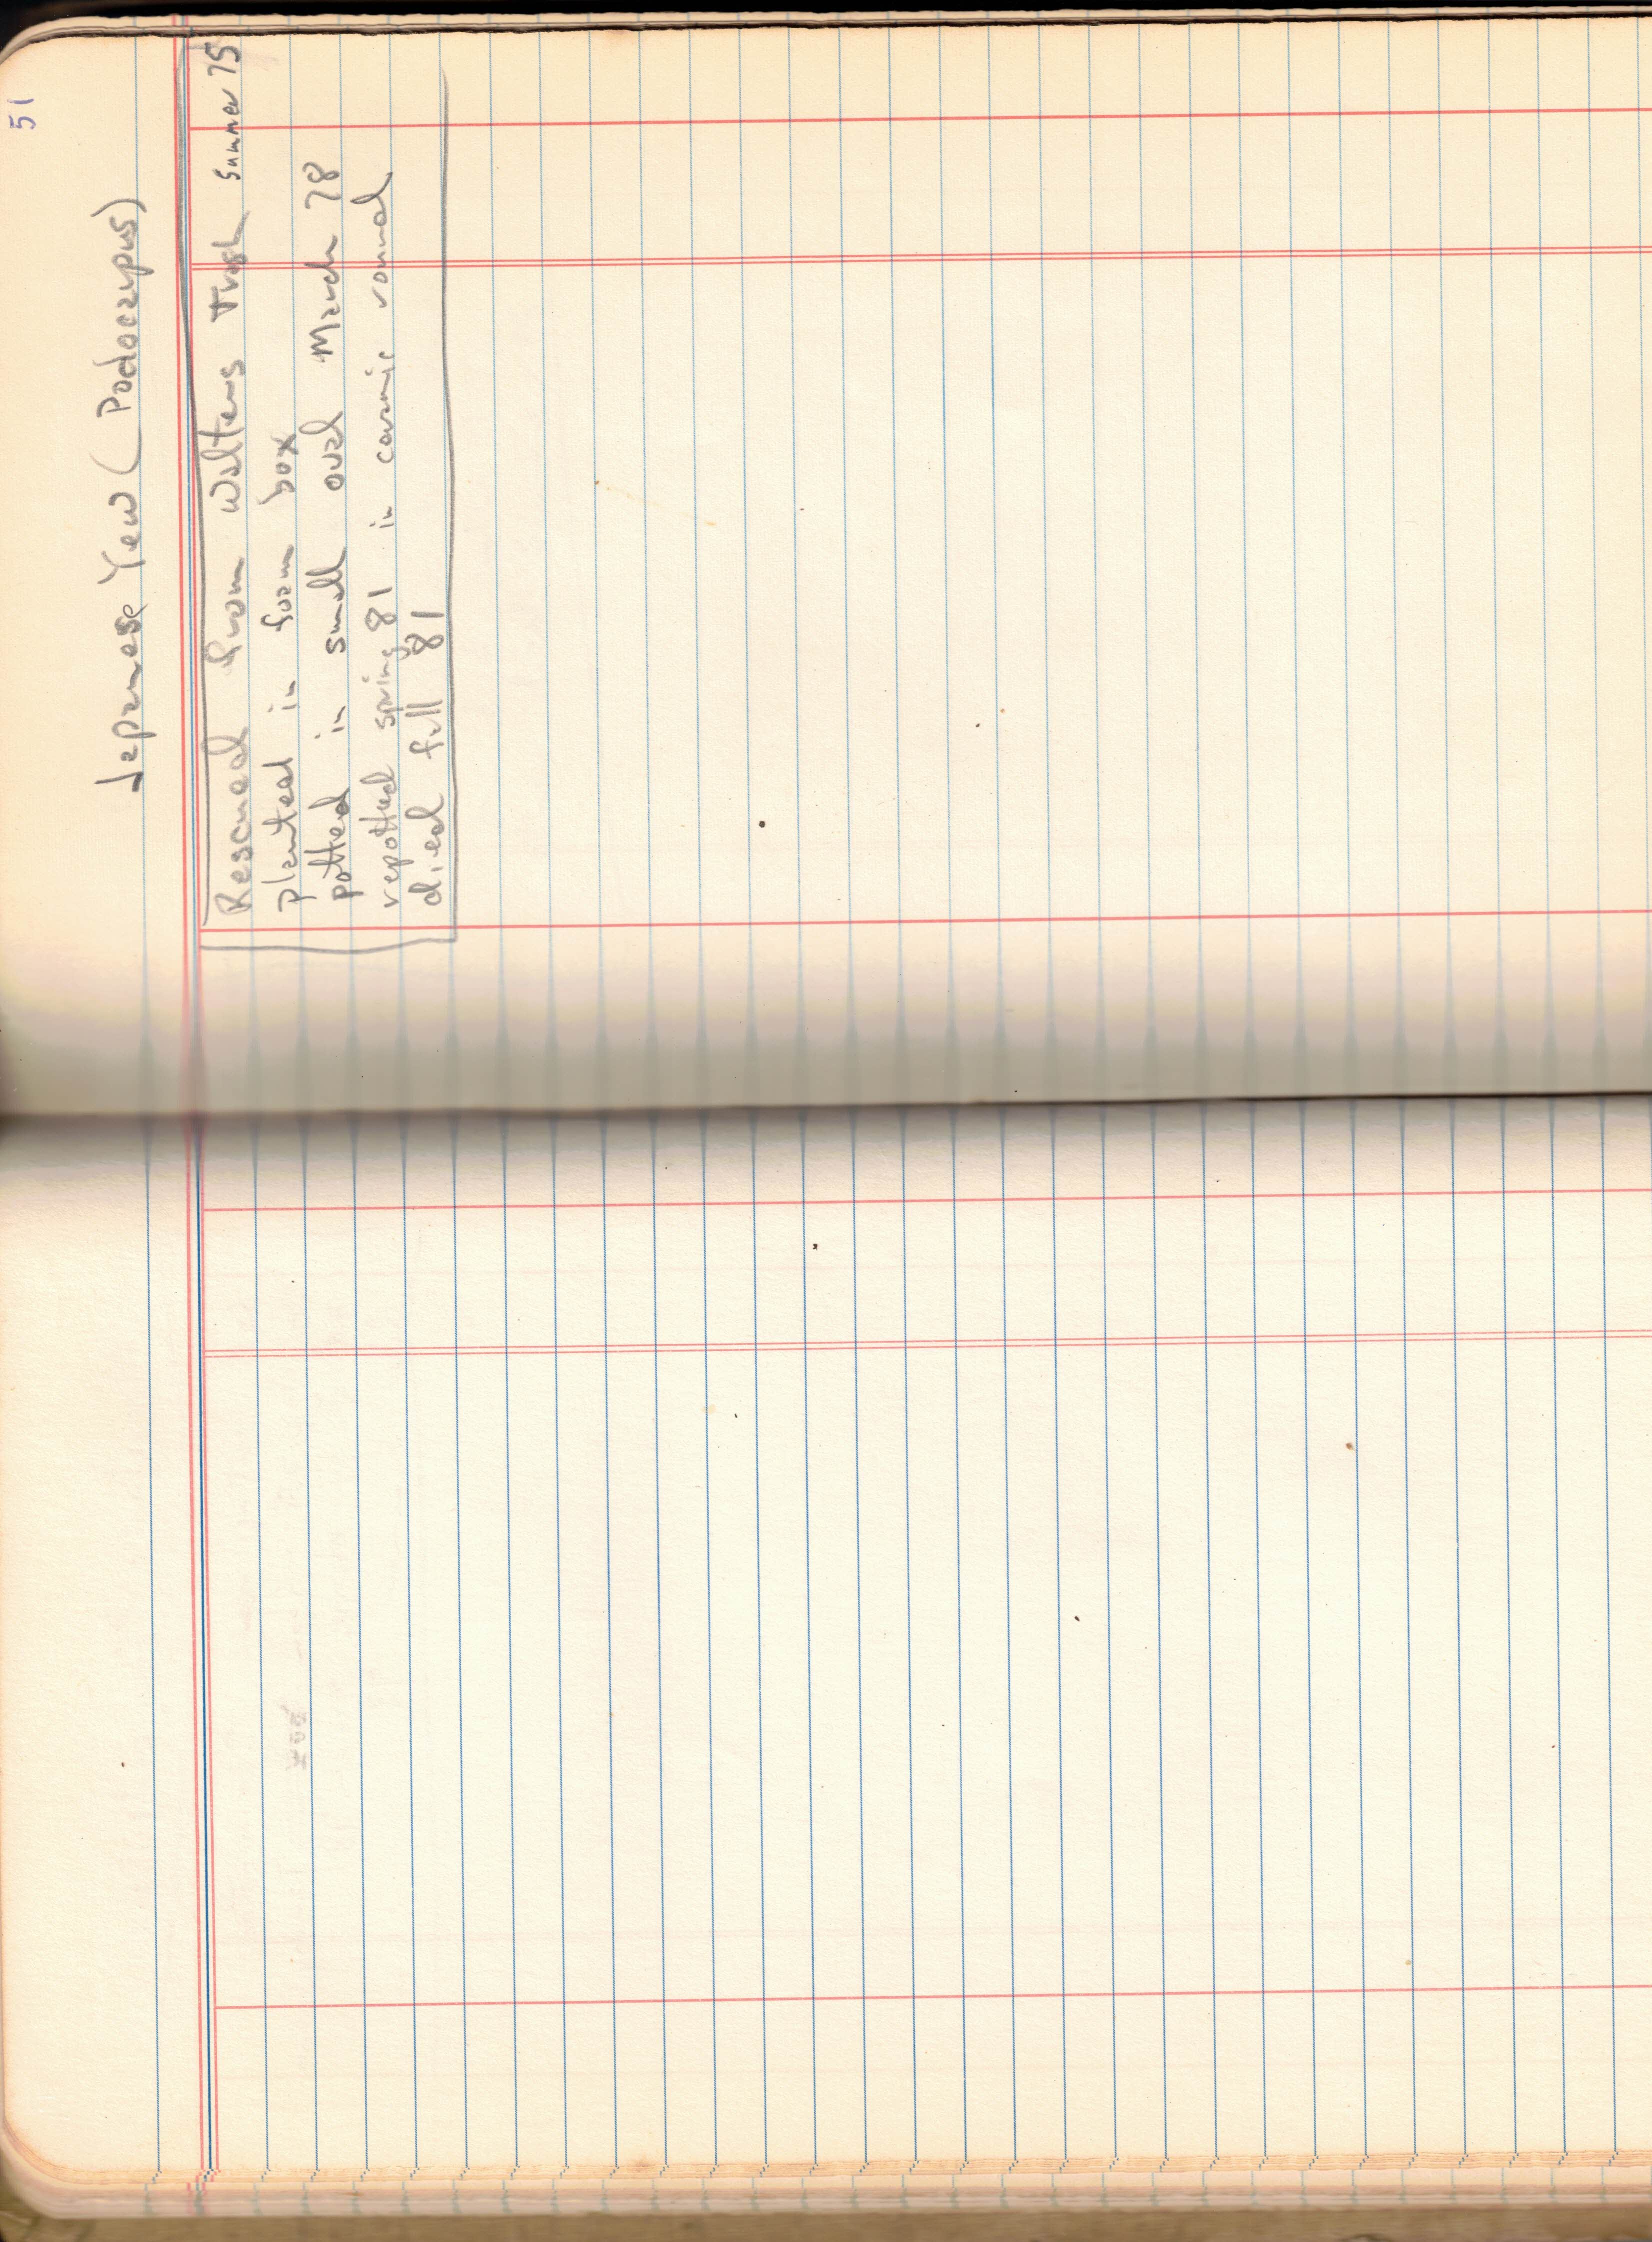 51
Japanese Yew (Podocarpus)
Rescued from Walters Trash Summer 75
planted in foam box
potted in small oval March 78
repotted spring 81 in ceramic round
died fall 81